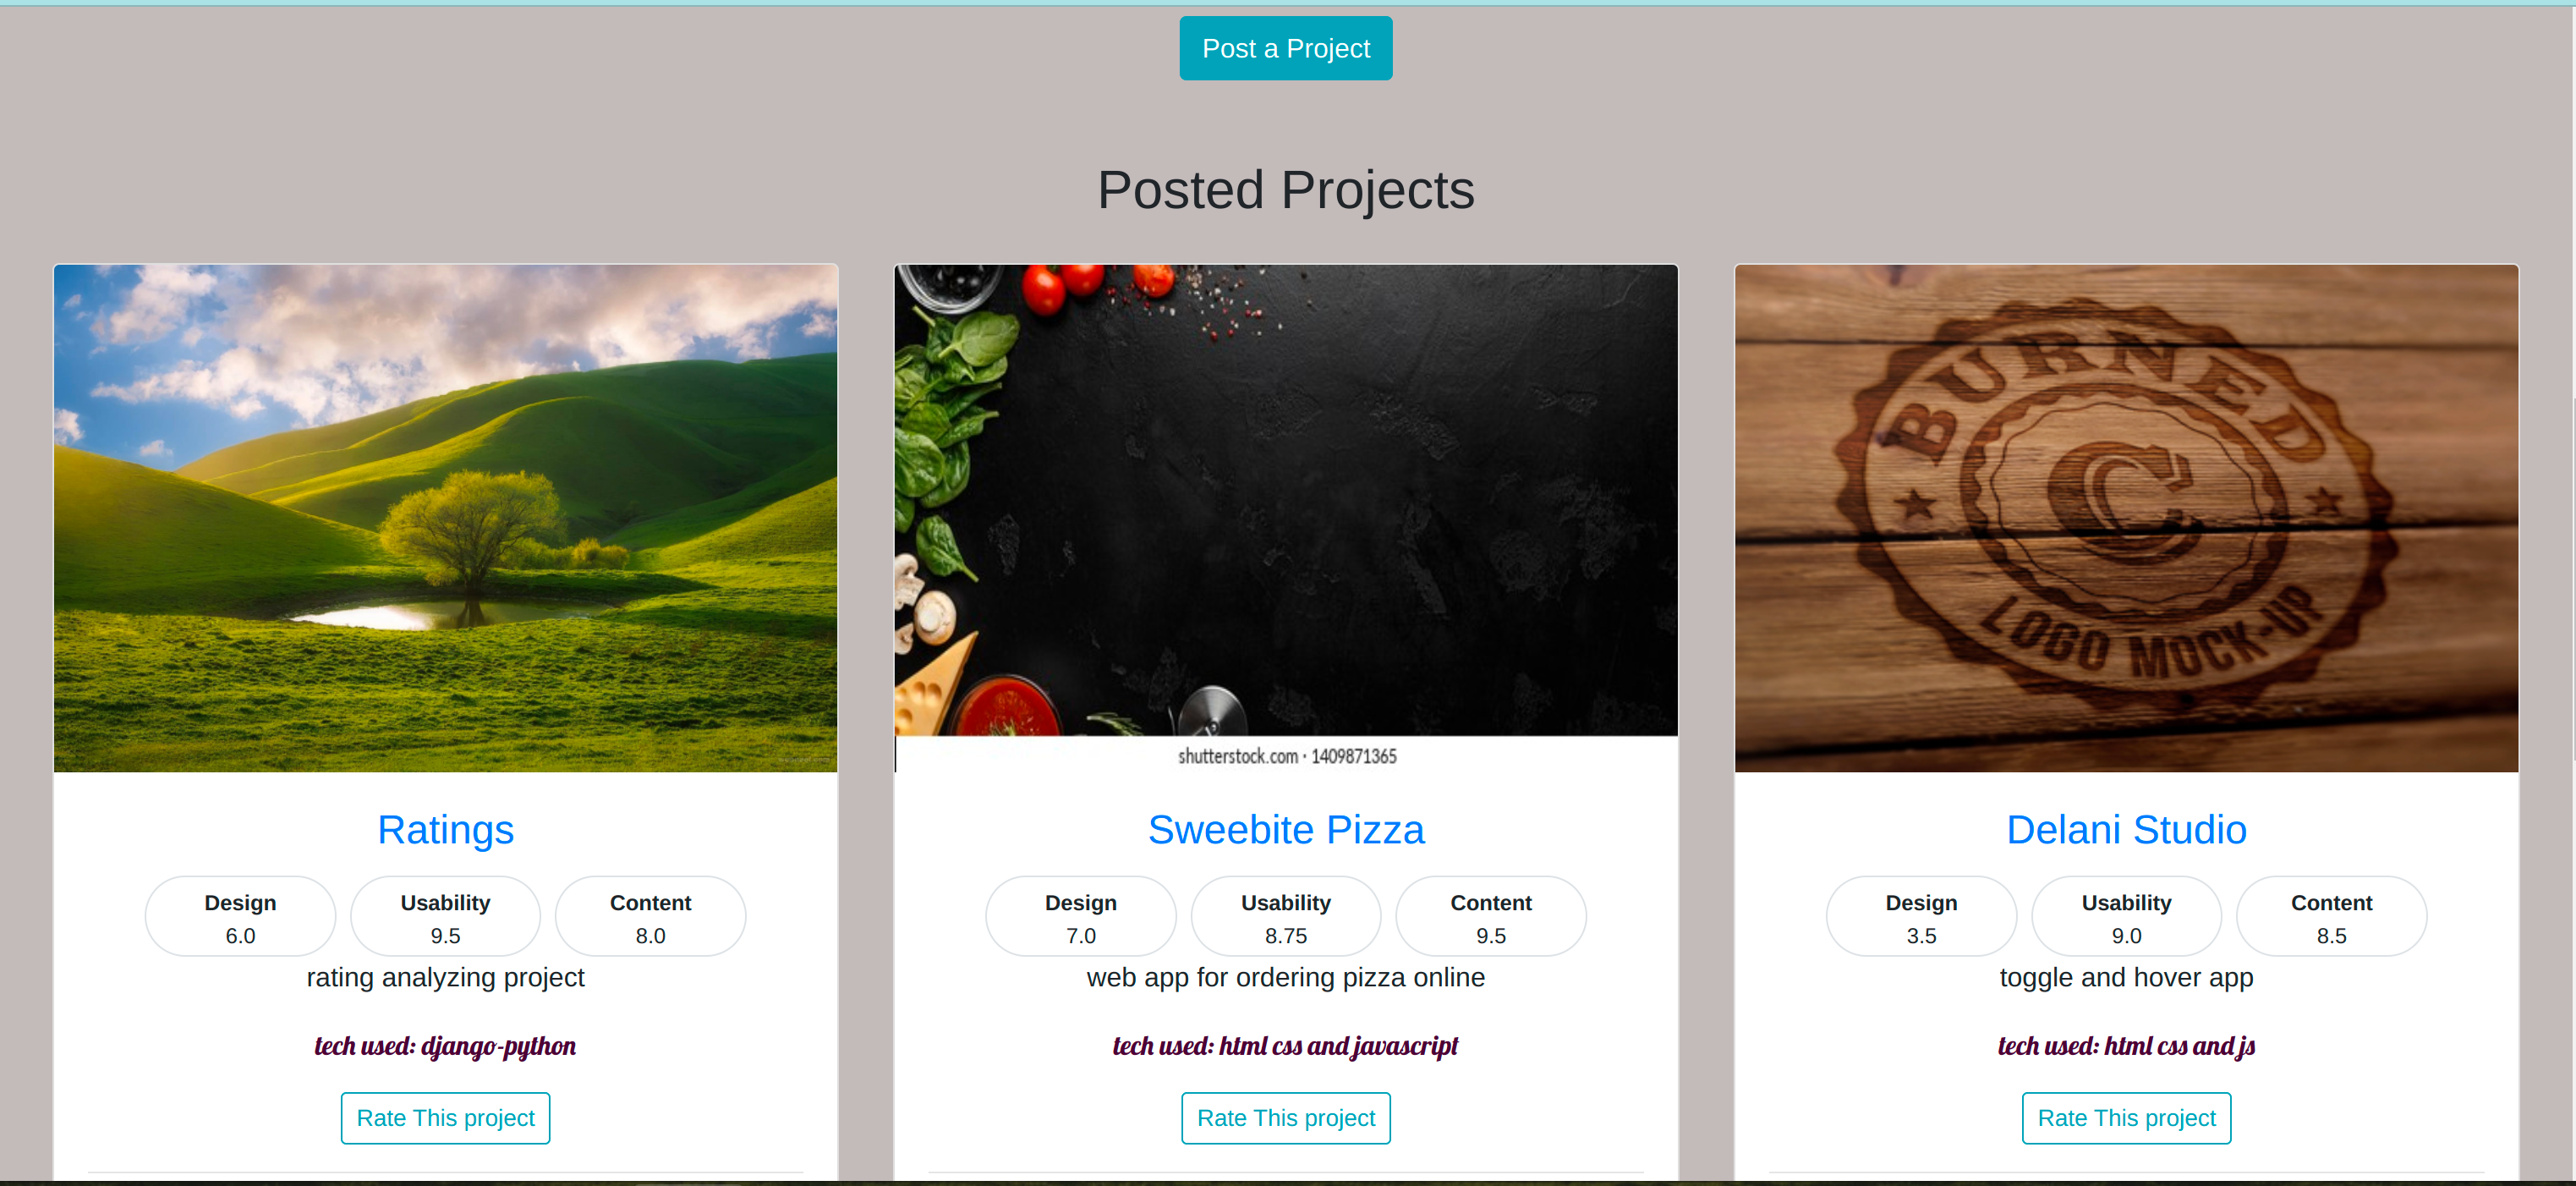 Post a Project
Posted Projects
BURNED
C
LOGO MOCK-UP
shutterstock.com · 1409871365
Ratings
Design
6.0
Usability
9.5
Content
8.0
rating analyzing project
tech used: django-python
Rate This project
Sweebite Pizza
Design
7.0
Usability
8.75
Content
9.5
web app for ordering pizza online
tech used: html css and javascript
Rate This project
Delani Studio
Design
3.5
Usability
9.0
Content
8.5
toggle and hover app
tech used: html css and js
Rate This project